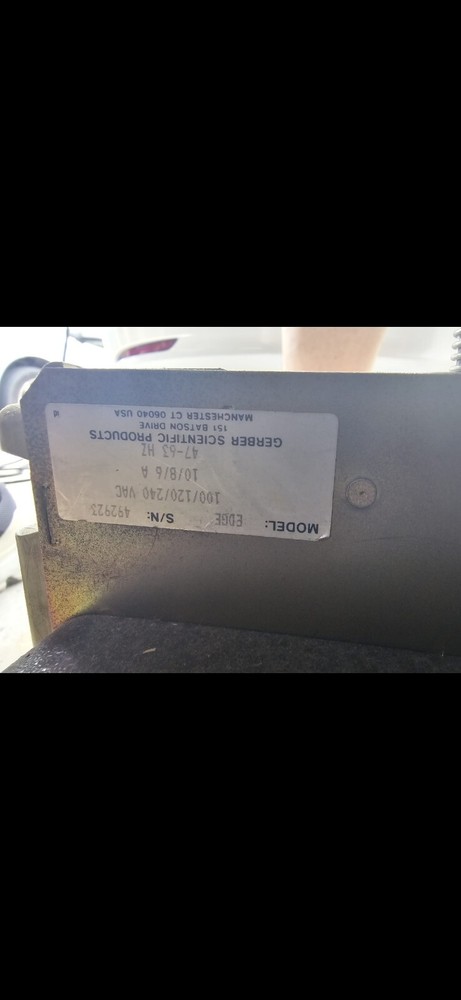 MODEL: EDGE S/N: 492923
100/120/240 VAC
10/8/6 A
47-63 HZ
GERBER SCIENTIFIC PRODUCTS
151 BATSON DRIVE
MANCHESTER CT 06040 USA